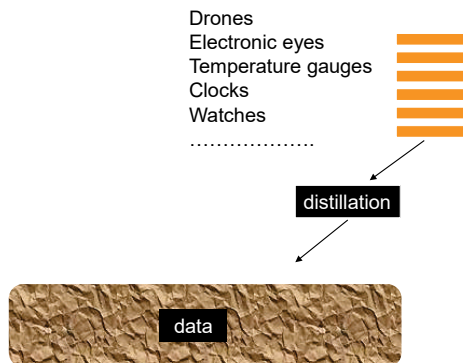 Drones
Electronic eyes
Temperature gauges
Clocks
Watches
………………..
distillation
data